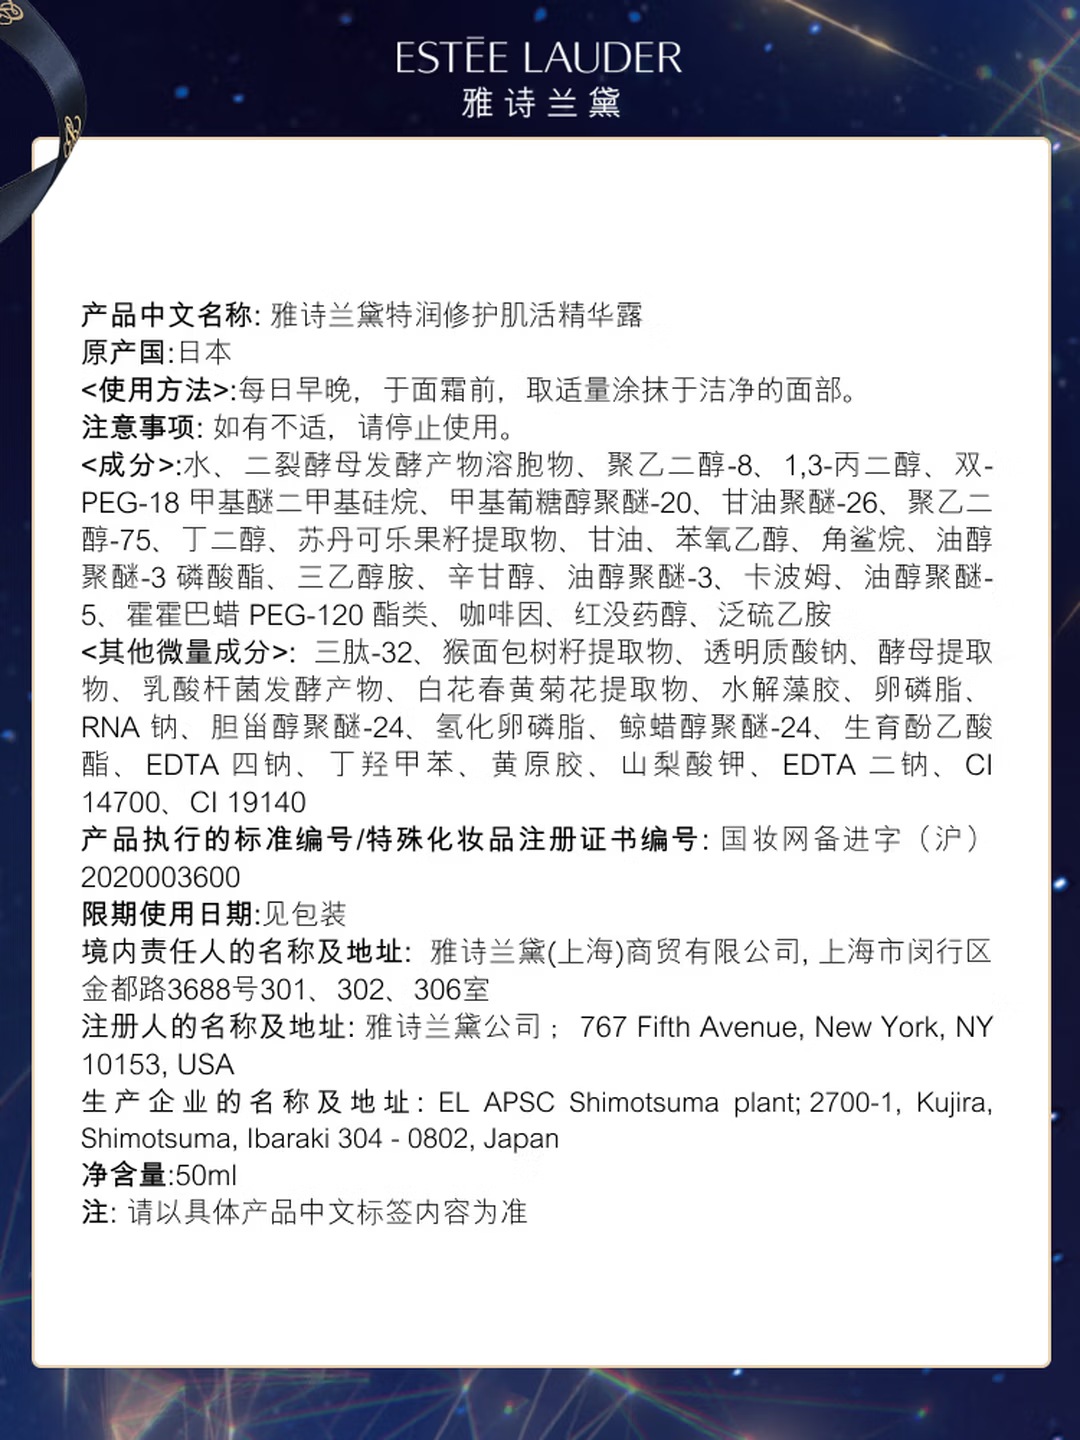 ESTĒE LAUDER
雅诗兰黛
产品中文名称: 雅诗兰黛特润修护肌活精华露
原产国:日本
<使用方法>:每日早晚，于面霜前，取适量涂抹于洁净的面部。
注意事项: 如有不适，请停止使用。
<成分>:水、二裂酵母发酵产物溶胞物、聚乙二醇-8、1,3-丙二醇、双-
PEG-18 甲基醚二甲基硅烷、甲基葡糖醇聚醚-20、甘油聚醚-26、聚乙二
醇-75、丁二醇、苏丹可乐果籽提取物、甘油、苯氧乙醇、角鲨烷、油醇
聚醚-3 磷酸酯、三乙醇胺、辛甘醇、油醇聚醚-3、卡波姆、油醇聚醚-
5、霍霍巴蜡 PEG-120 酯类、咖啡因、红没药醇、泛硫乙胺
<其他微量成分>: 三肽-32、猴面包树籽提取物、透明质酸钠、酵母提取
物、乳酸杆菌发酵产物、白花春黄菊花提取物、水解藻胶、卵磷脂、
RNA 钠、胆甾醇聚醚-24、氢化卵磷脂、鲸蜡醇聚醚-24、生育酚乙酸
酯、EDTA 四钠、丁羟甲苯、黄原胶、山梨酸钾、EDTA 二钠、CI
14700、CI 19140
产品执行的标准编号/特殊化妆品注册证书编号: 国妆网备进字（沪）
2020003600
限期使用日期:见包装
境内责任人的名称及地址: 雅诗兰黛(上海)商贸有限公司, 上海市闵行区
金都路3688号301、302、306室
注册人的名称及地址: 雅诗兰黛公司； 767 Fifth Avenue, New York, NY
10153, USA
生产企业的名称及地址: EL APSC Shimotsuma plant; 2700-1, Kujira,
Shimotsuma, Ibaraki 304 - 0802, Japan
净含量:50ml
注: 请以具体产品中文标签内容为准